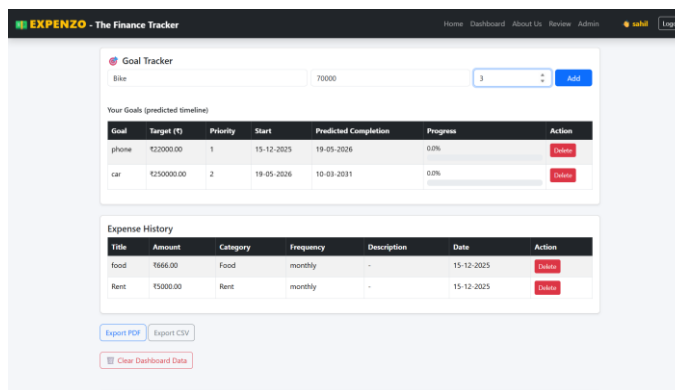 EXPENZO - The Finance Tracker Home Dashboard About Us Review Admin sahil
Goal Tracker
Bike 70000 3 Add
Your Goals (predicted timeline)
Goal Target (₹) Priority Start Predicted Completion Progress Action
phone ₹22000.00 1 15-12-2025 19-05-2026 0.0% Delete
car ₹250000.00 2 19-05-2026 10-03-2031 0.0% Delete
Expense History
Title Amount Category Frequency Description Date Action
food ₹666.00 Food monthly - 15-12-2025 Delete
Rent ₹5000.00 Rent monthly - 15-12-2025 Delete
Export PDF Export CSV
Clear Dashboard Data